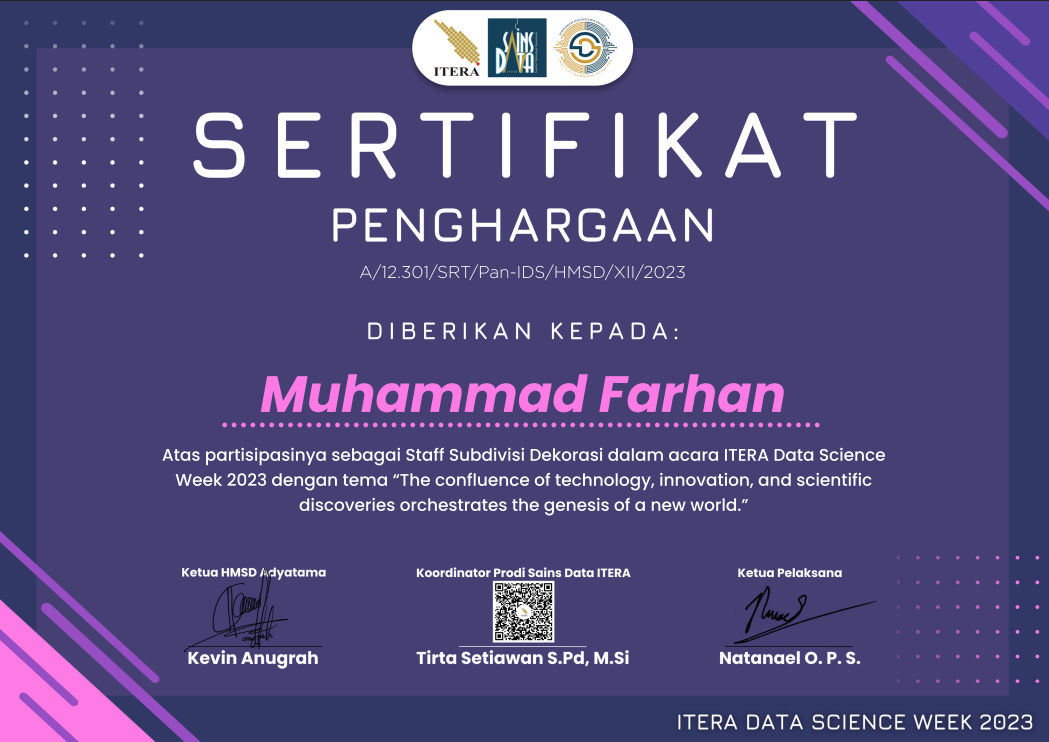 ITERA
SAINS
DATA
SERTIFIKAT
PENGHARGAAN
A/12.301/SRT/Pan-IDS/HMSD/XII/2023
DIBERIKAN KEPADA:
Muhammad Farhan
Atas partisipasinya sebagai Staff Subdivisi Dekorasi dalam acara ITERA Data Science
Week 2023 dengan tema “The confluence of technology, innovation, and scientific
discoveries orchestrates the genesis of a new world.”
Ketua HMSD Adyatama
Koordinator Prodi Sains Data ITERA
Ketua Pelaksana
Kevin Anugrah
Tirta Setiawan S.Pd, M.Si
Natanael O. P. S.
ITERA DATA SCIENCE WEEK 2023